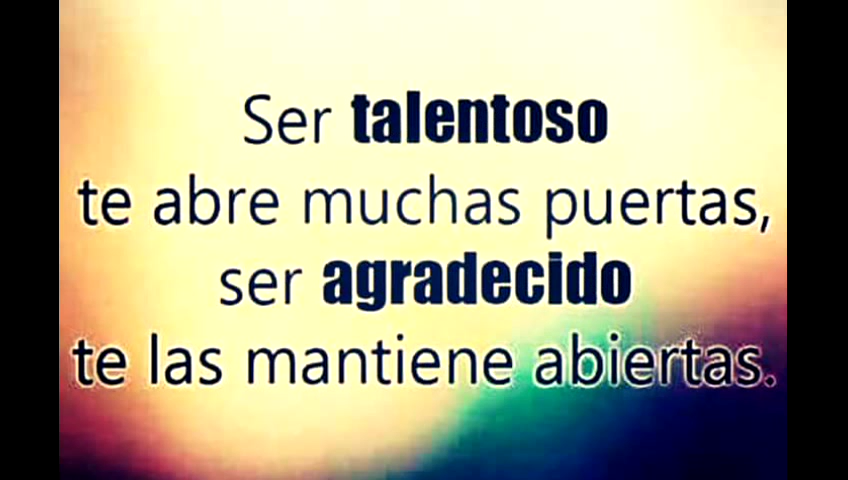 Ser talentoso
te abre muchas puertas,
ser agradecido
te las mantiene abiertas.